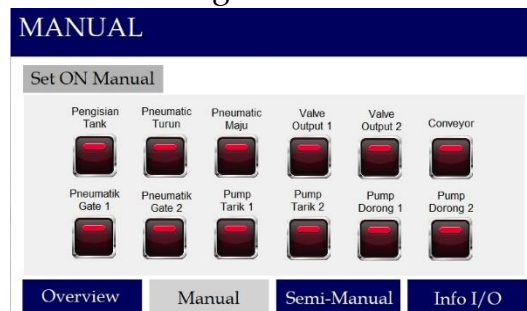 MANUAL
Set ON Manual
Pengisian Tank
Pneumatic Turun
Pneumatic Maju
Valve Output 1
Valve Output 2
Conveyor
Pneumatik Gate 1
Pneumatik Gate 2
Pump Tarik 1
Pump Tarik 2
Pump Dorong 1
Pump Dorong 2
Overview
Manual
Semi-Manual
Info I/O